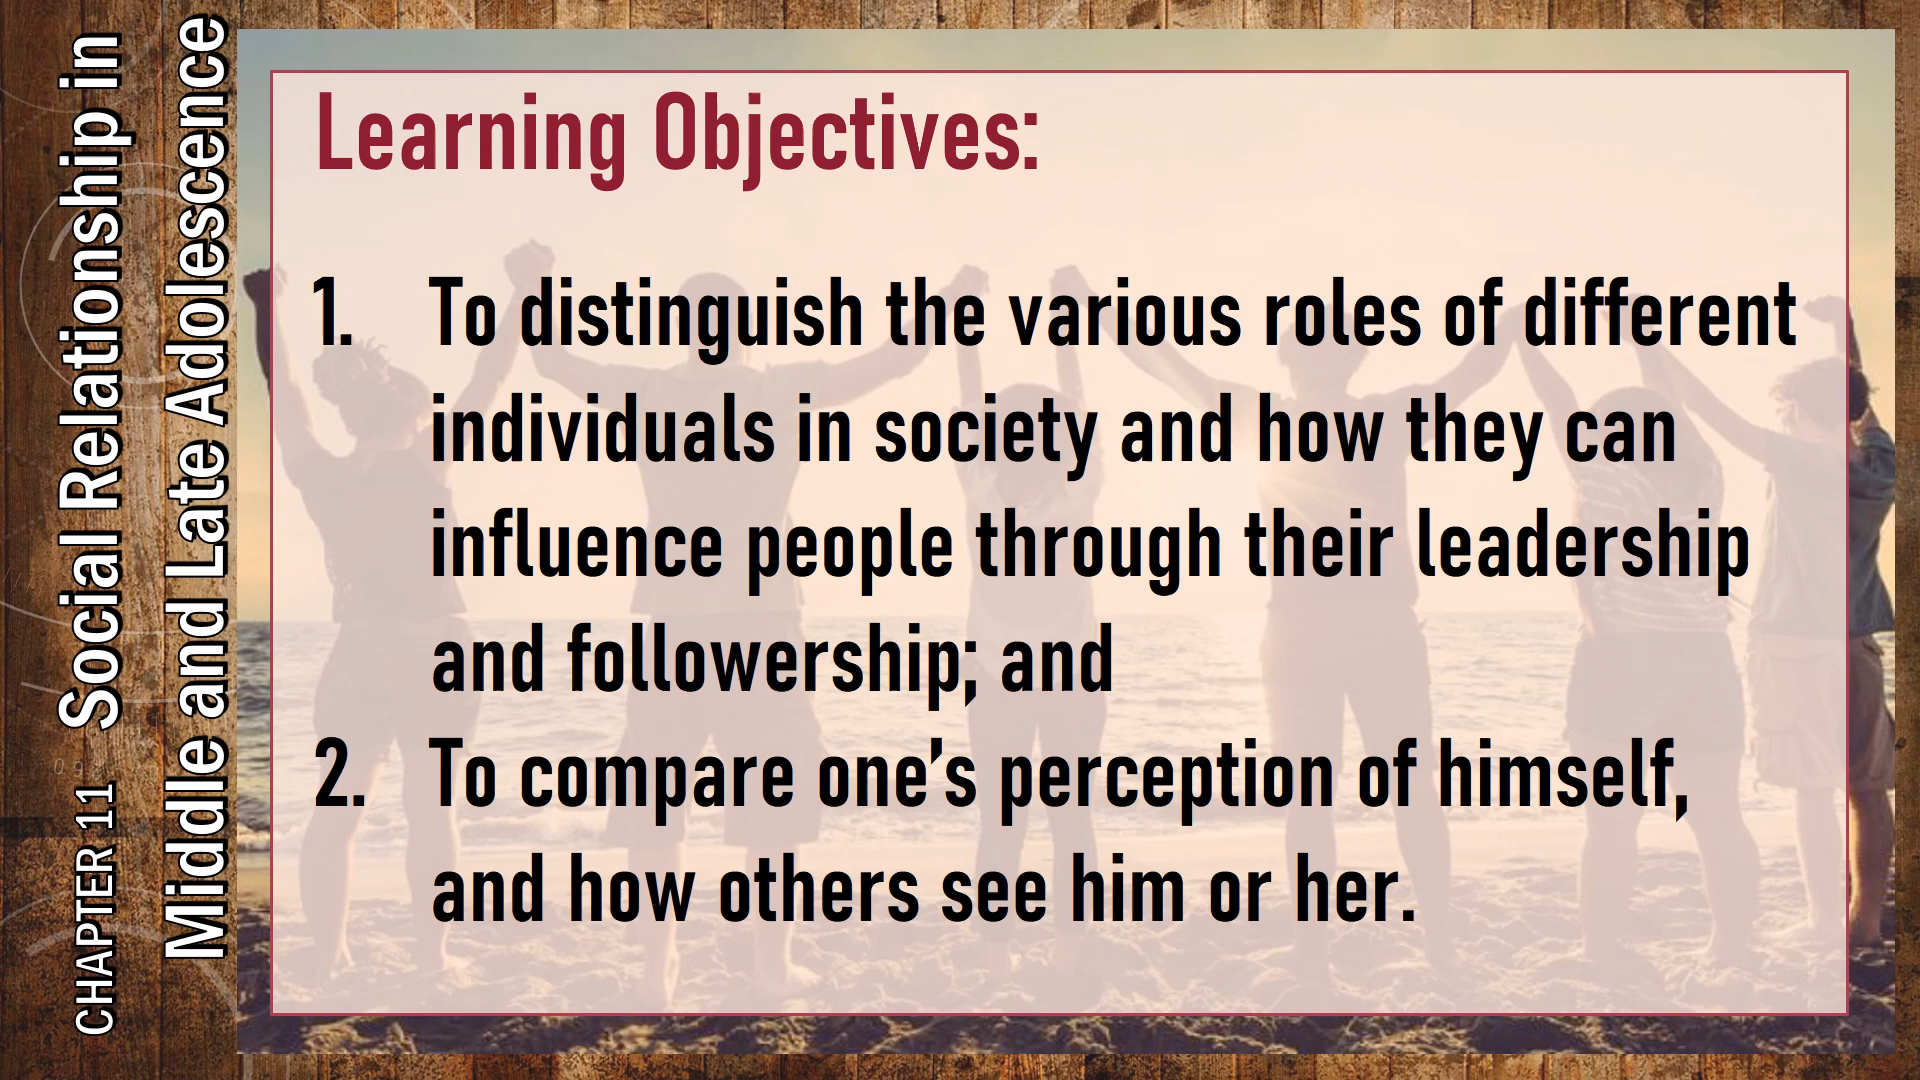 CHAPTER 11 Social Relationship in
Middle and Late Adolescence
Learning Objectives:
1. To distinguish the various roles of different
individuals in society and how they can
influence people through their leadership
and followership; and
2. To compare one’s perception of himself,
and how others see him or her.